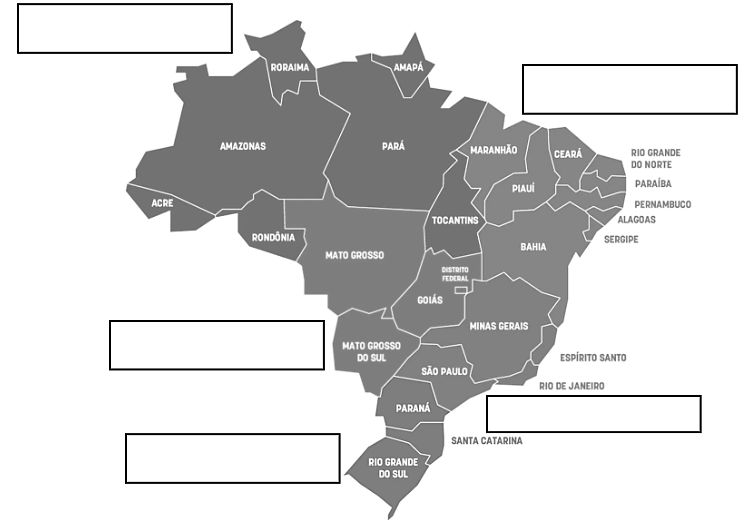 RORAIMA
AMAPÁ
AMAZONAS
PARÁ
MARANHÃO
CEARÁ
RIO GRANDE
DO NORTE
PIAUÍ
PARAÍBA
ACRE
PERNAMBUCO
TOCANTINS
ALAGOAS
RONDÔNIA
SERGIPE
BAHIA
MATO GROSSO
DISTRITO
FEDERAL
GOIÁS
MINAS GERAIS
MATO GROSSO
DO SUL
ESPÍRITO SANTO
SÃO PAULO
RIO DE JANEIRO
PARANÁ
SANTA CATARINA
RIO GRANDE
DO SUL